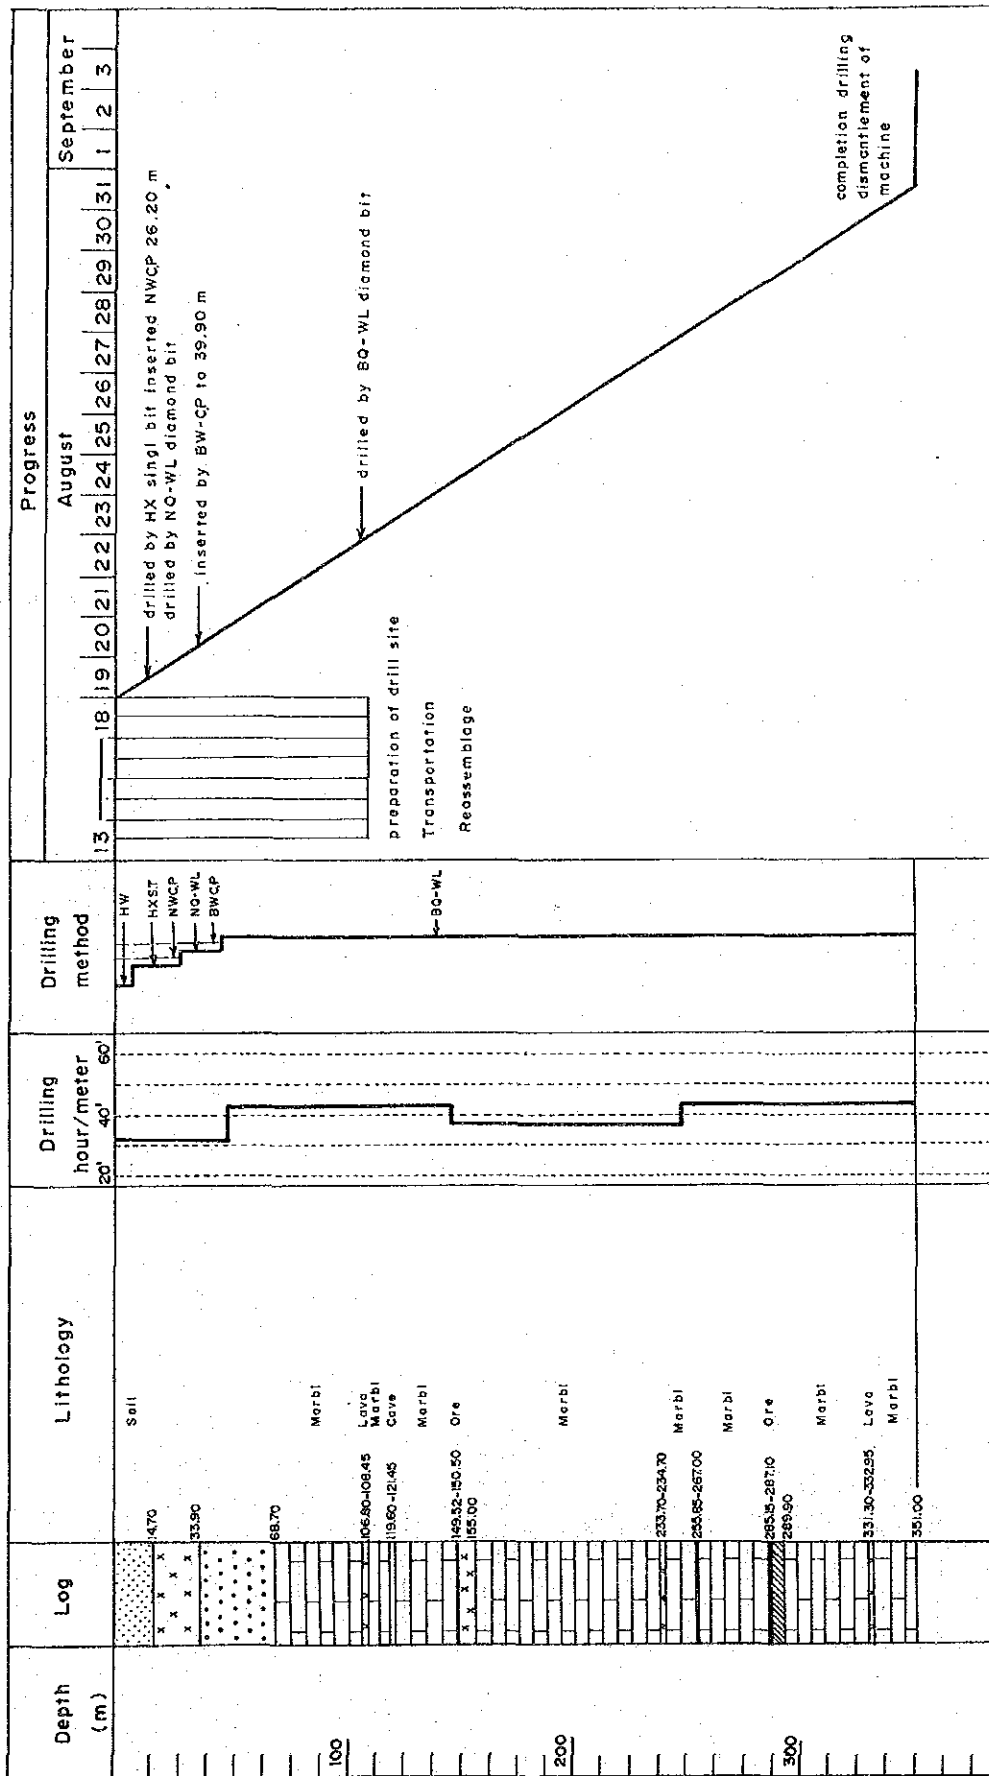 Depth
(m)
Log
Lithology
Drilling
hour/meter
Drilling
method
Progress
August
September
20'
40'
60'
13
18
19
20
21
22
23
24
25
26
27
28
29
30
31
1
2
3
100
200
300
14.70
33.90
68.70
106.80-108.45
119.60-121.45
149.52-150.50
155.00
233.70-234.70
255.85-267.00
285.15-287.10
289.90
331.30-332.95
351.00
Soil
Marbl
Lava
Marbl
Cave
Marbl
Ore
Marbl
Marbl
Marbl
Ore
Marbl
Lava
Marbl
HW
HXS.T
NWC.P
NQ-WL
BWC.P
BQ-WL
preparation of drill site
Transportation
Reassemblage
drilled by HX singl bit inserted NWC.P 26.20 m
drilled by NQ-WL diamond bit
inserted by BW-C.P to 39.90 m
drilled by BQ-WL diamond bit
completion drilling
dismantlement of
machine